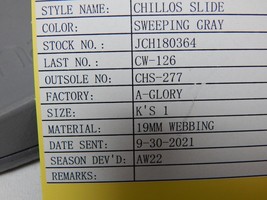 STYLE NAME: CHILLOS SLIDE
COLOR: SWEEPING GRAY
STOCK NO.: JCH180364
LAST NO.: CW-126
OUTSOLE NO: CHS-277
FACTORY: A-GLORY
SIZE: K'S 1
MATERIAL: 19MM WEBBING
DATE SENT: 9-30-2021
SEASON DEV'D: AW22
REMARKS: